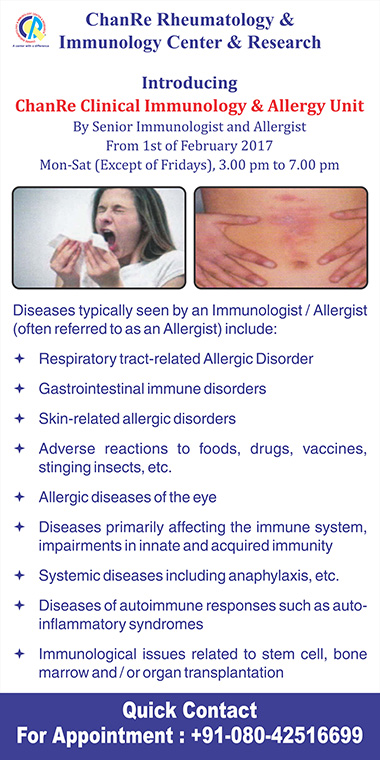 ChanRe Rheumatology &
Immunology Center & Research
A center with a difference
Introducing
ChanRe Clinical Immunology & Allergy Unit
By Senior Immunologist and Allergist
From 1st of February 2017
Mon-Sat (Except of Fridays), 3.00 pm to 7.00 pm
Diseases typically seen by an Immunologist / Allergist
(often referred to as an Allergist) include:
Respiratory tract-related Allergic Disorder
Gastrointestinal immune disorders
Skin-related allergic disorders
Adverse reactions to foods, drugs, vaccines,
stinging insects, etc.
Allergic diseases of the eye
Diseases primarily affecting the immune system,
impairments in innate and acquired immunity
Systemic diseases including anaphylaxis, etc.
Diseases of autoimmune responses such as auto-
inflammatory syndromes
Immunological issues related to stem cell, bone
marrow and / or organ transplantation
Quick Contact
For Appointment : +91-080-42516699